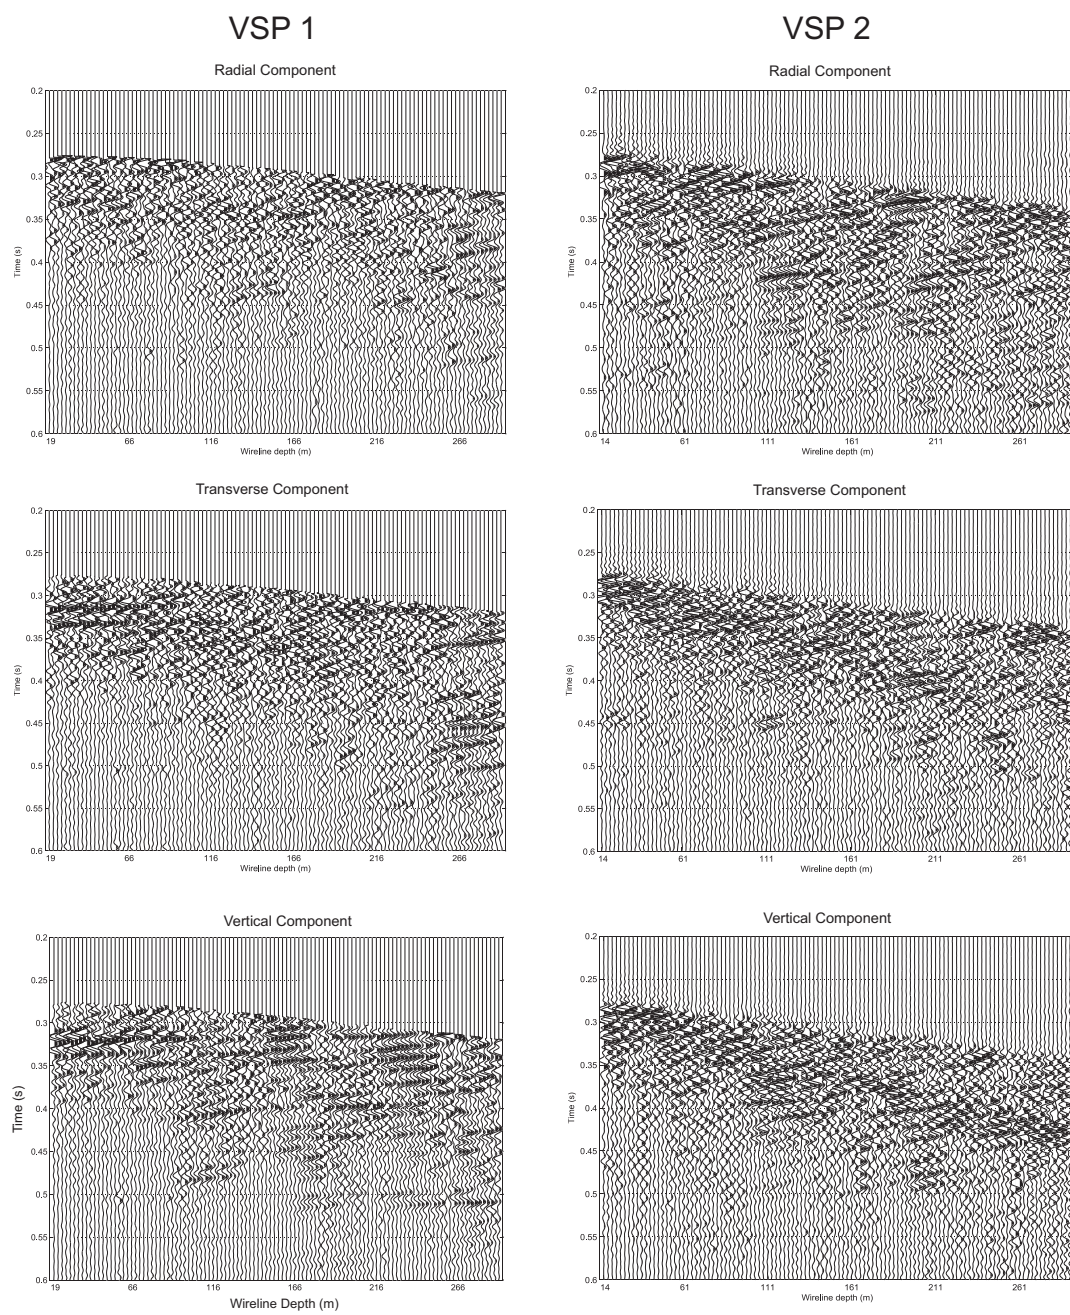 VSP 1
VSP 2
Radial Component
Radial Component
0.2
0.25
0.3
0.35
0.4
0.45
0.5
0.55
0.6
Time (s)
19 66 116 166 216 266
Wireline depth (m)
0.2
0.25
0.3
0.35
0.4
0.45
0.5
0.55
0.6
Time (s)
14 61 111 161 211 261
Wireline depth (m)
Transverse Component
Transverse Component
0.2
0.25
0.3
0.35
0.4
0.45
0.5
0.55
0.6
Time (s)
19 66 116 166 216 266
Wireline depth (m)
0.2
0.25
0.3
0.35
0.4
0.45
0.5
0.55
0.6
Time (s)
14 61 111 161 211 261
Wireline depth (m)
Vertical Component
Vertical Component
0.2
0.25
0.3
0.35
0.4
0.45
0.5
0.55
0.6
Time (s)
19 66 116 166 216 266
Wireline Depth (m)
0.2
0.25
0.3
0.35
0.4
0.45
0.5
0.55
0.6
Time (s)
14 61 111 161 211 261
Wireline depth (m)